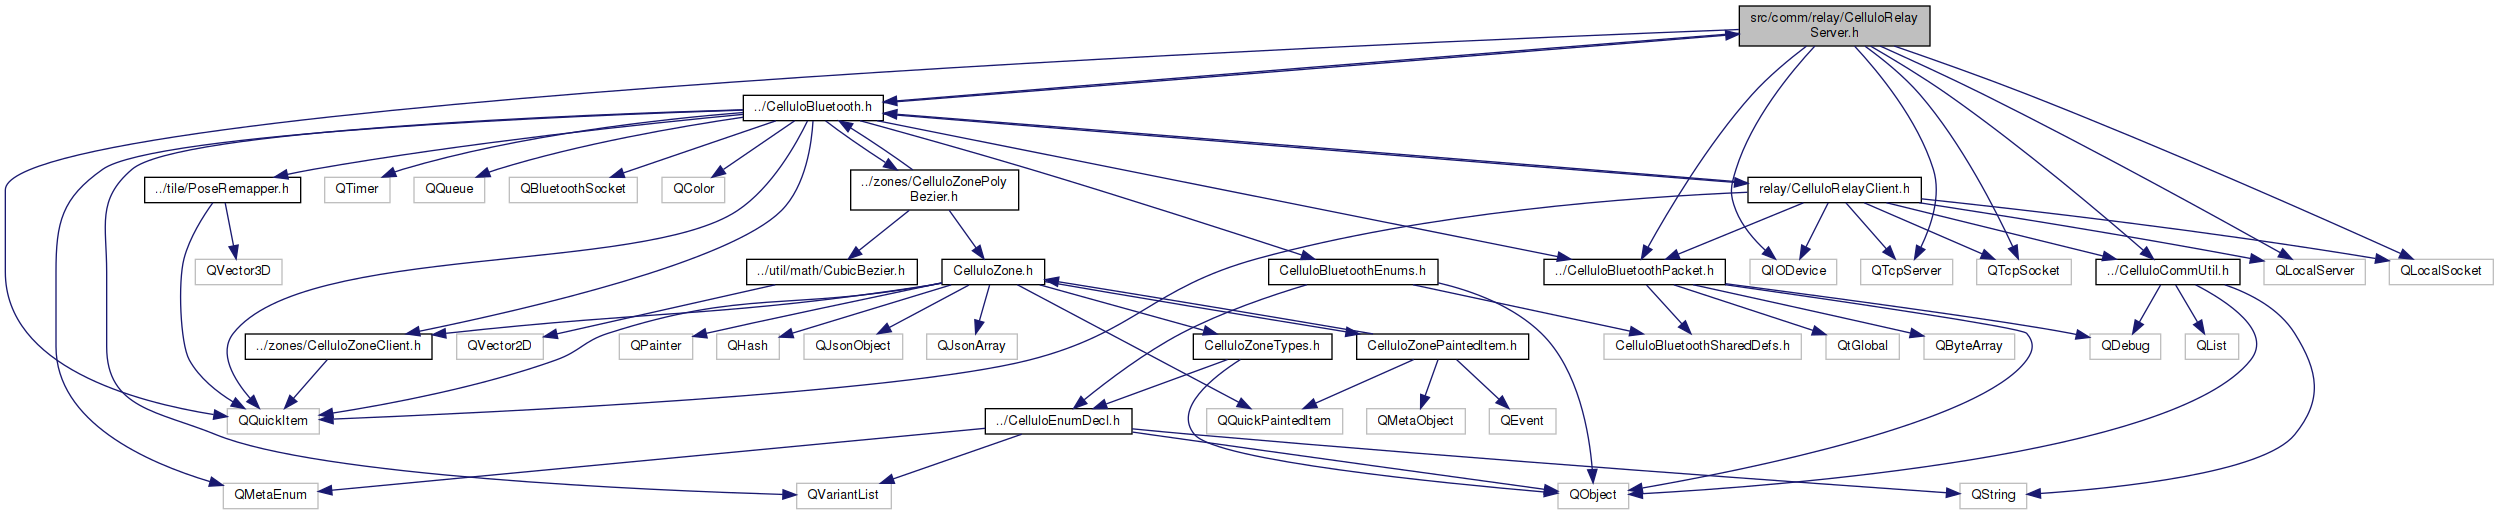 src/comm/relay/CelluloRelay
Server.h
../CelluloBluetooth.h
../tile/PoseRemapper.h
QTimer
QQueue
QBluetoothSocket
QColor
../zones/CelluloZonePoly
Bezier.h
relay/CelluloRelayClient.h
QVector3D
../util/math/CubicBezier.h
CelluloZone.h
CelluloBluetoothEnums.h
../CelluloBluetoothPacket.h
QIODevice
QTcpServer
QTcpSocket
../CelluloCommUtil.h
QLocalServer
QLocalSocket
../zones/CelluloZoneClient.h
QVector2D
QPainter
QHash
QJsonObject
QJsonArray
CelluloZoneTypes.h
CelluloZonePaintedItem.h
CelluloBluetoothSharedDefs.h
QtGlobal
QByteArray
QDebug
QList
QQuickItem
../CelluloEnumDecl.h
QQuickPaintedItem
QMetaObject
QEvent
QMetaEnum
QVariantList
QObject
QString